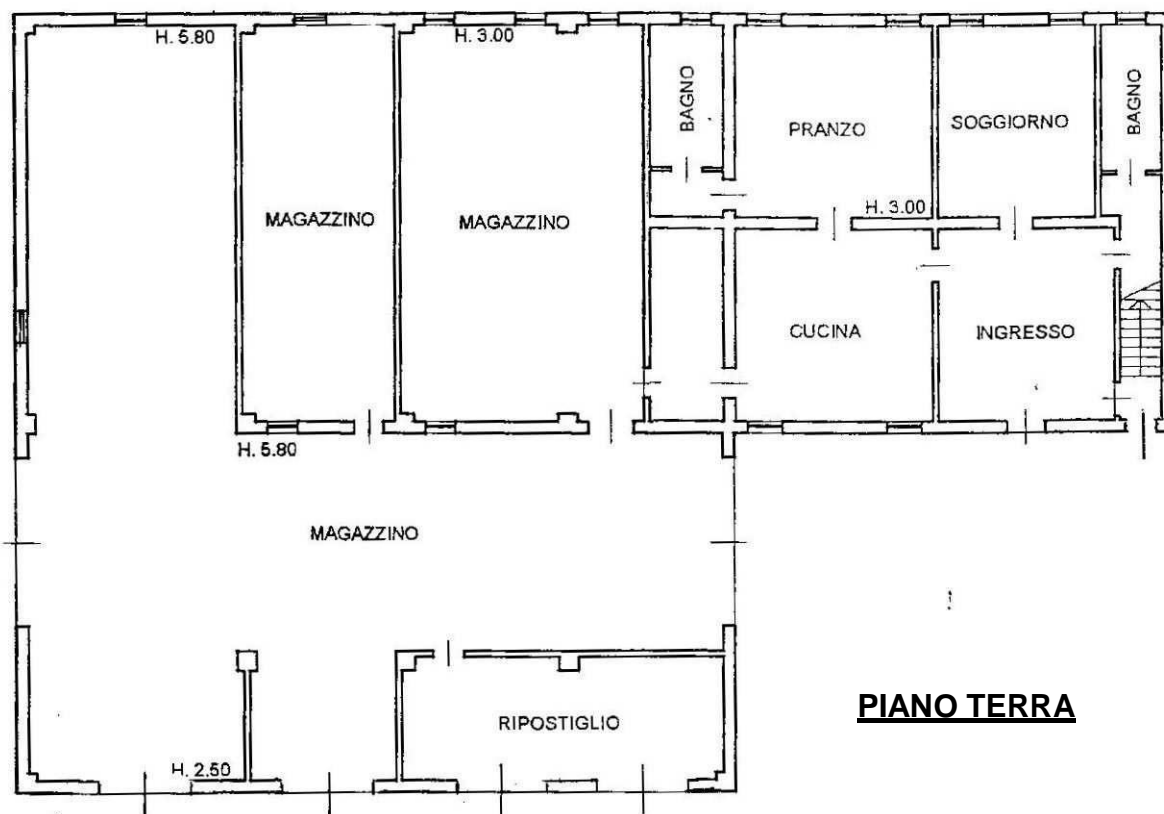 H. 5.80
H. 3.00
BAGNO
PRANZO
SOGGIORNO
BAGNO
MAGAZZINO
MAGAZZINO
H. 3.00
CUCINA
INGRESSO
H. 5.80
MAGAZZINO
RIPOSTIGLIO
PIANO TERRA
H. 2.50